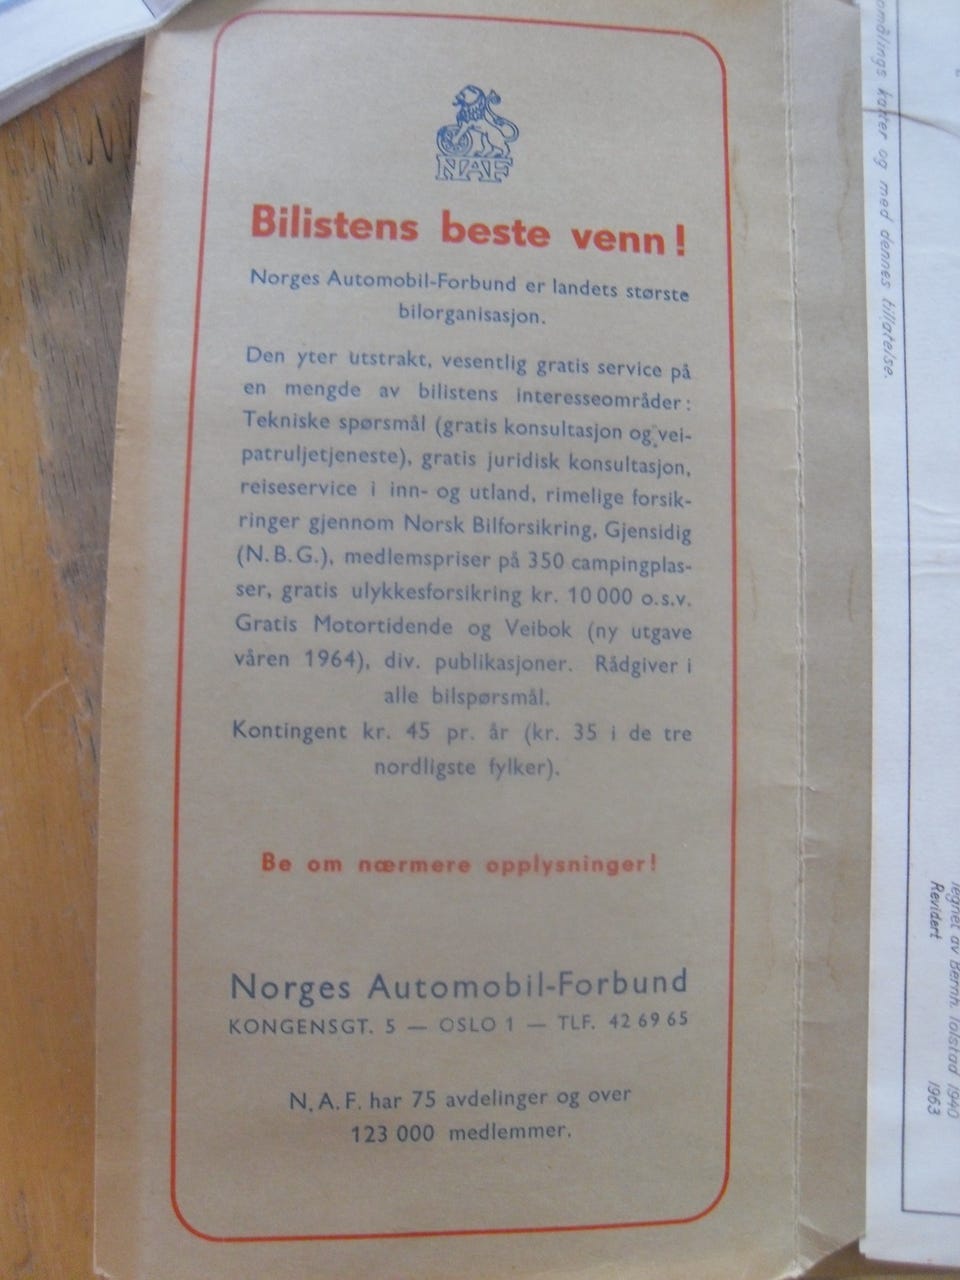 NAF
Bilistens beste venn!
Norges Automobil-Forbund er landets største
bilorganisasjon.
Den yter utstrakt, vesentlig gratis service på
en mengde av bilistens interesseområder:
Tekniske spørsmål (gratis konsultasjon og vei-
patruljetjeneste), gratis juridisk konsultasjon,
reiseservice i inn- og utland, rimelige forsik-
ringer gjennom Norsk Bilforsikring, Gjensidig
(N.B.G.), medlemspriser på 350 campingplas-
ser, gratis ulykkesforsikring kr. 10 000 o.s.v.
Gratis Motortidende og Veibok (ny utgave
våren 1964), div. publikasjoner. Rådgiver i
alle bilspørsmål.
Kontingent kr. 45 pr. år (kr. 35 i de tre
nordligste fylker).
Be om nærmere opplysninger!
Norges Automobil-Forbund
KONGENSGT. 5 — OSLO 1 — TLF. 42 69 65
N.A.F. har 75 avdelinger og over
123 000 medlemmer.
karter og med dennes tillatelse.
av Bernh. 1940
Revidert 1963